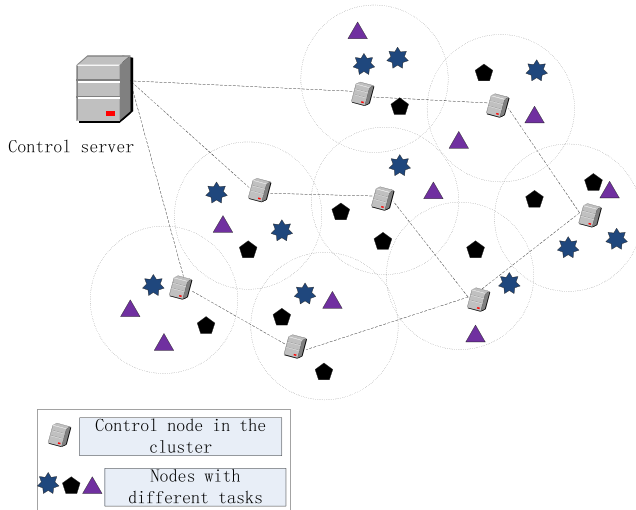 Control server
Control node in the
cluster
Nodes with
different tasks